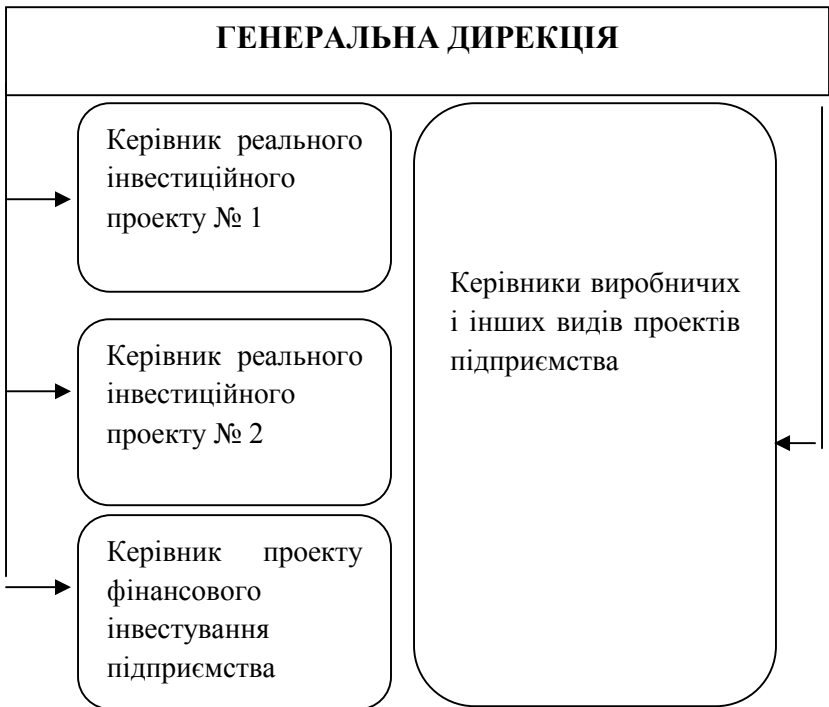 ГЕНЕРАЛЬНА ДИРЕКЦІЯ
Керівник реального
інвестиційного
проекту № 1
Керівник реального
інвестиційного
проекту № 2
Керівник проекту
фінансового
інвестування
підприємства
Керівники виробничих
і інших видів проектів
підприємства